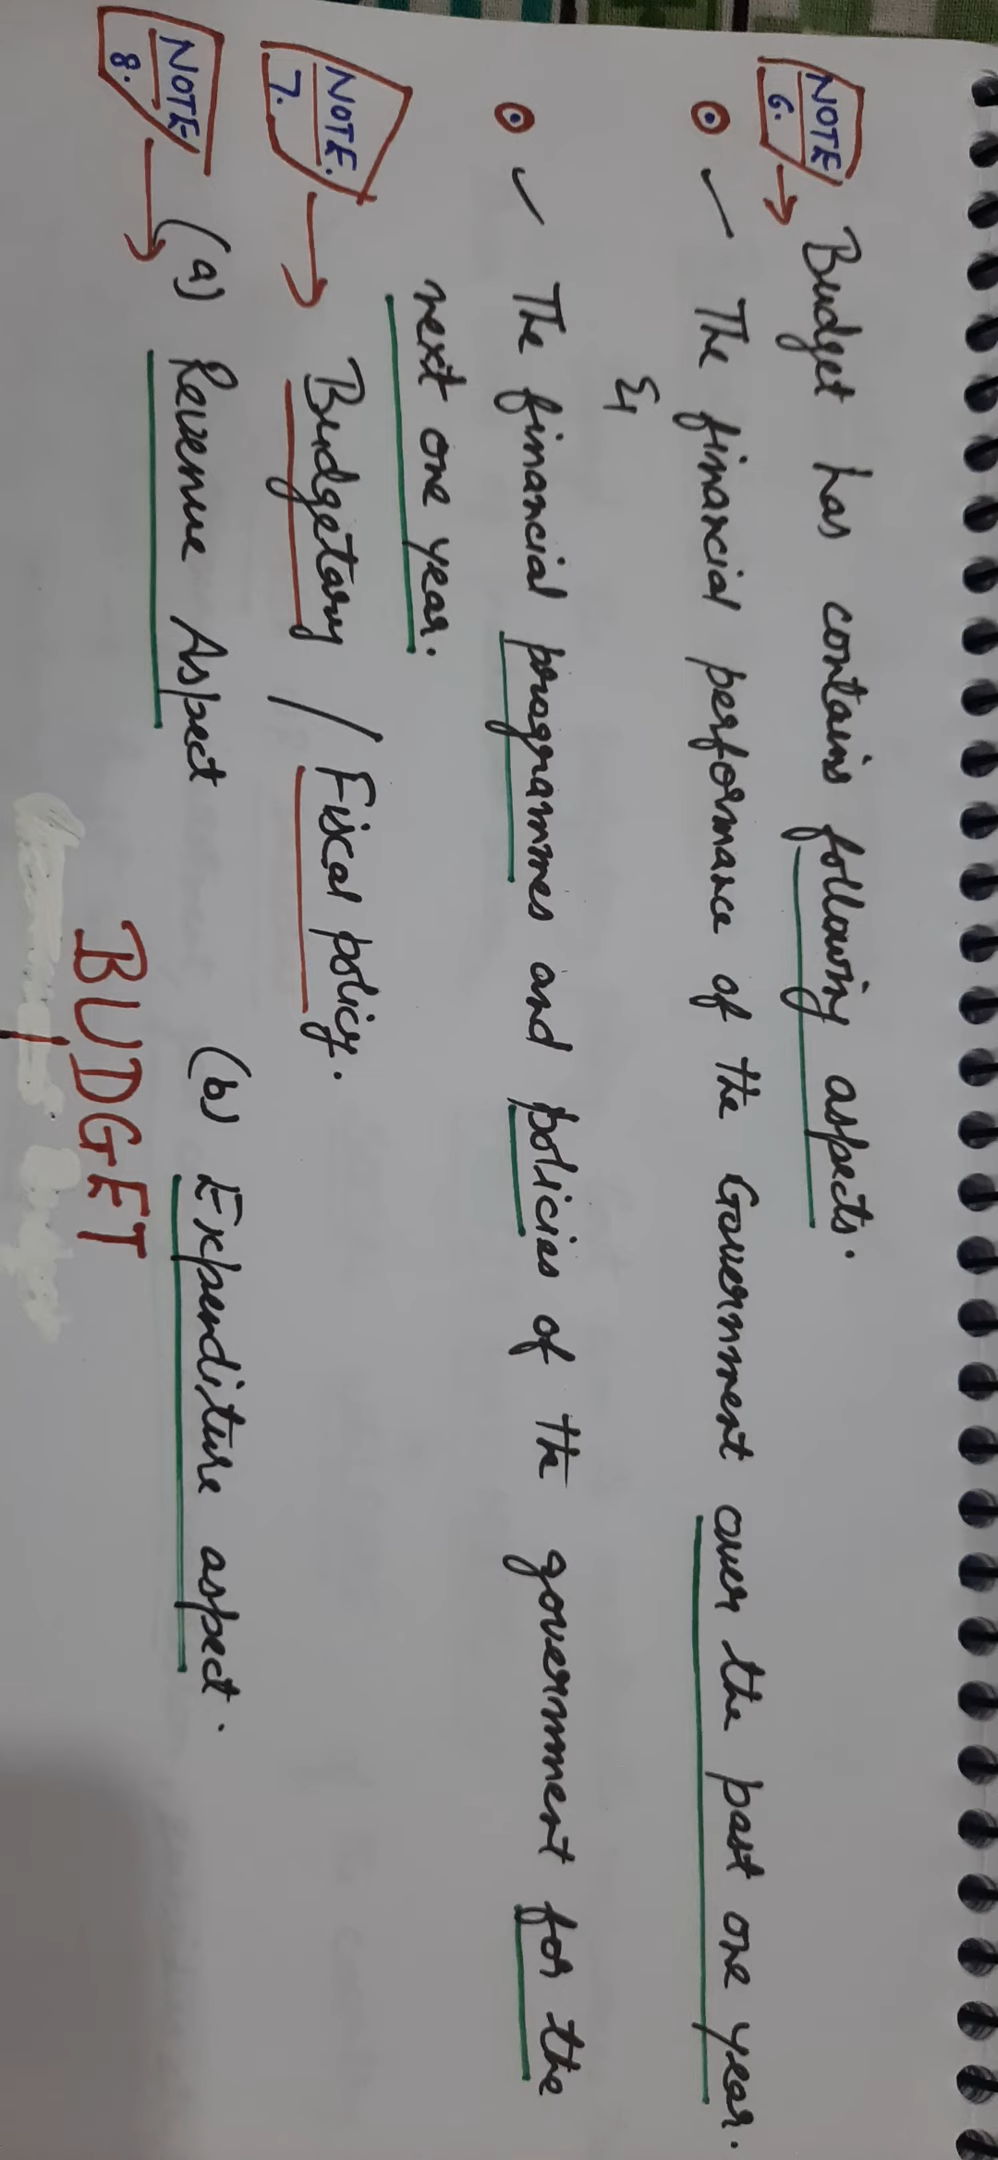 NOTE 6. → Budget has contains following aspects.
✓ The financial performance of the Government over the past one year.
&
✓ The financial programmes and policies of the government for the
next one year.
NOTE. 7. → Budgetary / Fiscal policy.
NOTE 8. → (a) Revenue Aspect (b) Expenditure aspect.
BUDGET